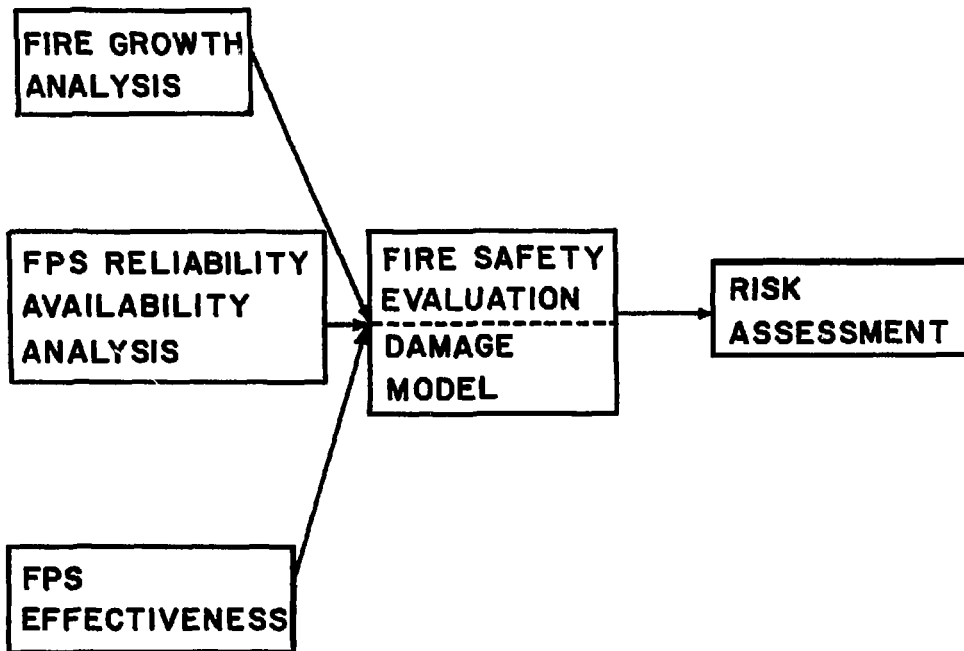 FIRE GROWTH
ANALYSIS
FPS RELIABILITY
AVAILABILITY
ANALYSIS
FIRE SAFETY
EVALUATION
DAMAGE
MODEL
RISK
ASSESSMENT
FPS
EFFECTIVENESS